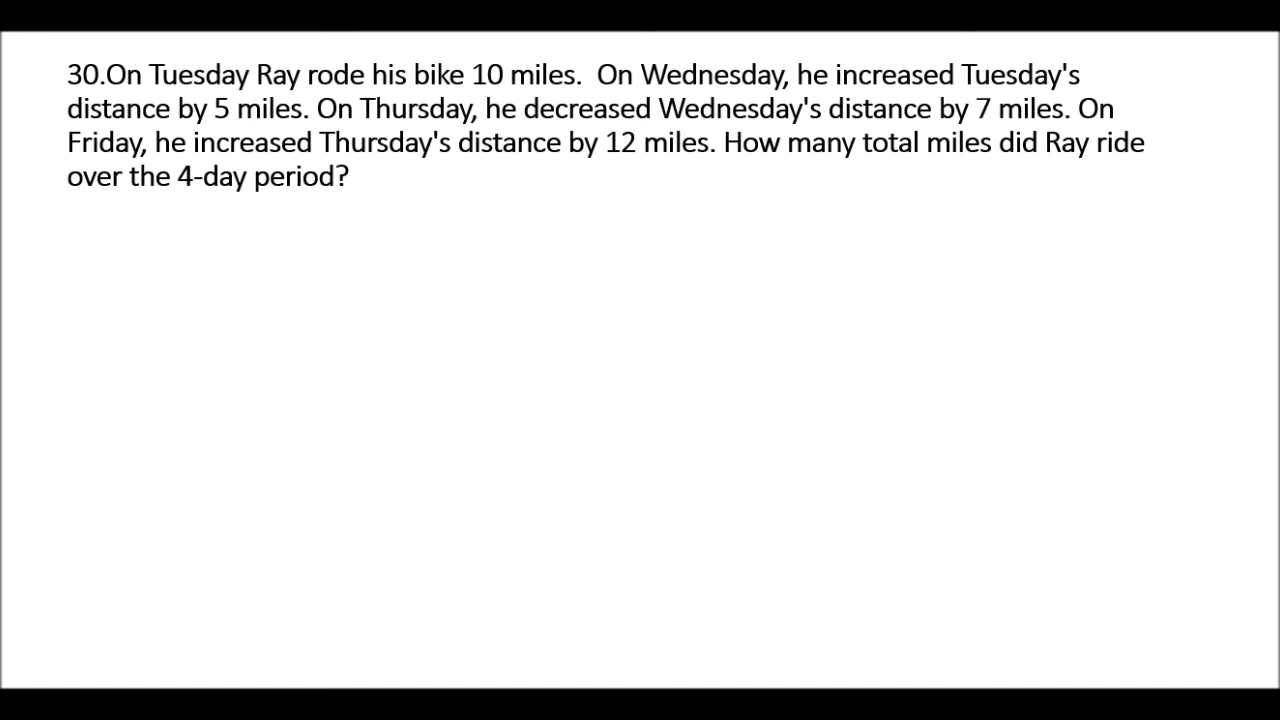 30.On Tuesday Ray rode his bike 10 miles.  On Wednesday, he increased Tuesday's
distance by 5 miles. On Thursday, he decreased Wednesday's distance by 7 miles. On
Friday, he increased Thursday's distance by 12 miles. How many total miles did Ray ride
over the 4-day period?